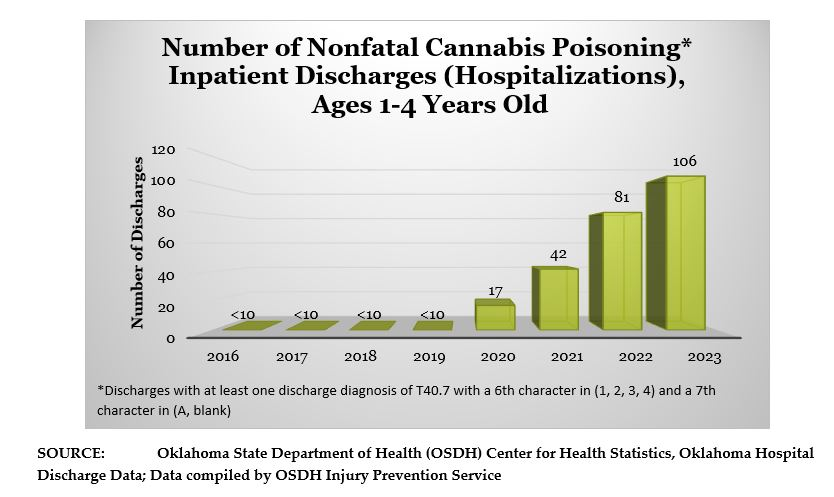 Number of Nonfatal Cannabis Poisoning*
Inpatient Discharges (Hospitalizations),
Ages 1-4 Years Old
Number of Discharges
120
100
80
60
40
20
0
<10
<10
<10
<10
17
42
81
106
2016
2017
2018
2019
2020
2021
2022
2023
*Discharges with at least one discharge diagnosis of T40.7 with a 6th character in (1, 2, 3, 4) and a 7th
character in (A, blank)
SOURCE: Oklahoma State Department of Health (OSDH) Center for Health Statistics, Oklahoma Hospital
Discharge Data; Data compiled by OSDH Injury Prevention Service